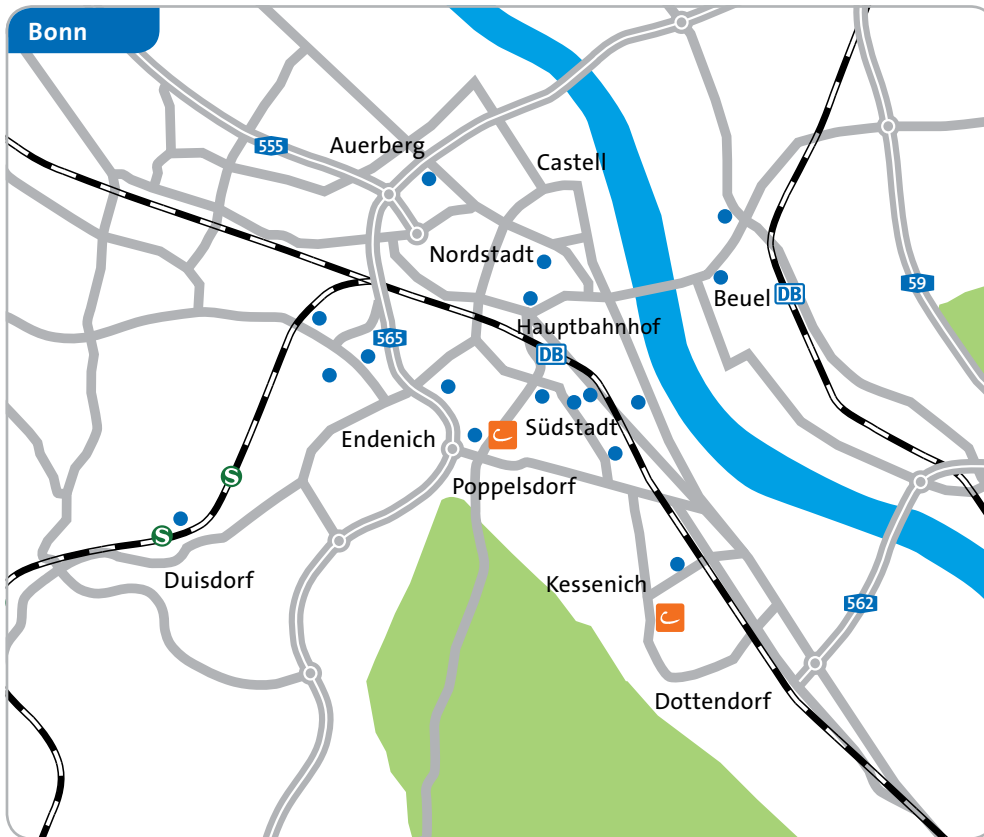 Bonn
555
Auerberg
Castell
Nordstadt
59
Beuel
DB
Hauptbahnhof
565
DB
Südstadt
Endenich
S
Poppelsdorf
S
Duisdorf
Kessenich
562
Dottendorf